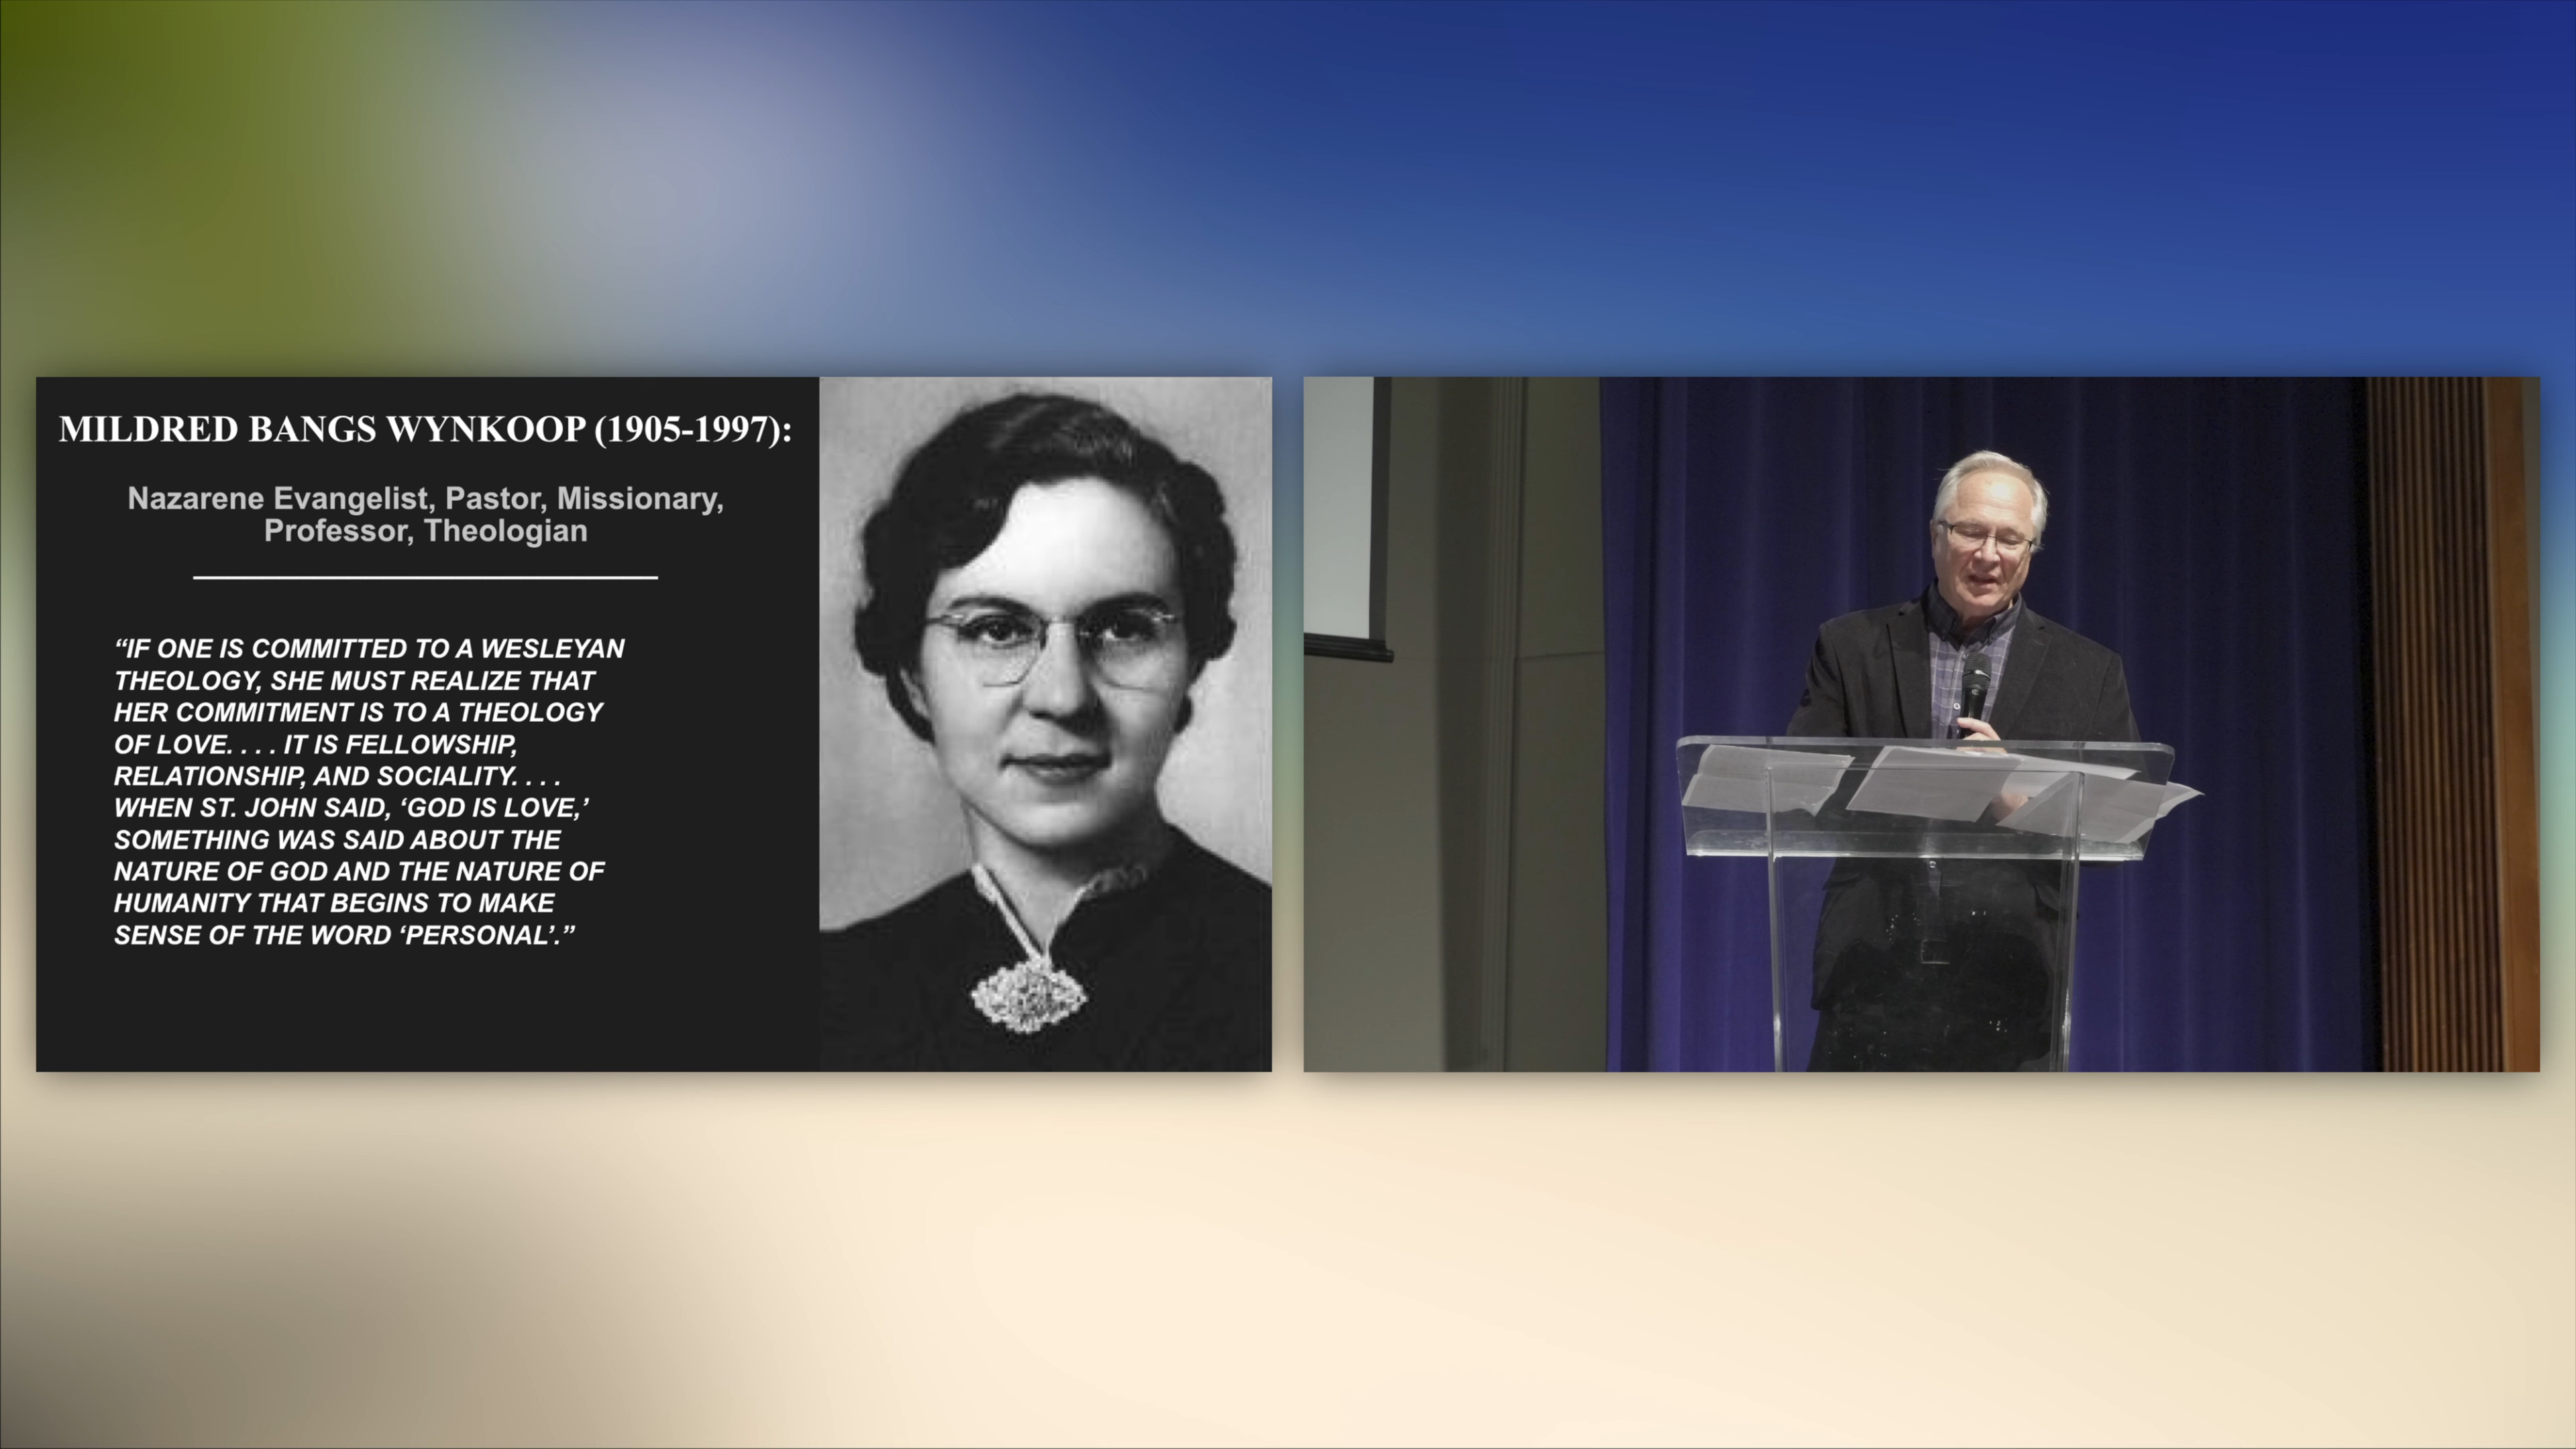 MILDRED BANGS WYNKOOP (1905-1997):
Nazarene Evangelist, Pastor, Missionary,
Professor, Theologian
“IF ONE IS COMMITTED TO A WESLEYAN
THEOLOGY, SHE MUST REALIZE THAT
HER COMMITMENT IS TO A THEOLOGY
OF LOVE. . . . IT IS FELLOWSHIP,
RELATIONSHIP, AND SOCIALITY. . . .
WHEN ST. JOHN SAID, ‘GOD IS LOVE,’
SOMETHING WAS SAID ABOUT THE
NATURE OF GOD AND THE NATURE OF
HUMANITY THAT BEGINS TO MAKE
SENSE OF THE WORD ‘PERSONAL’.”